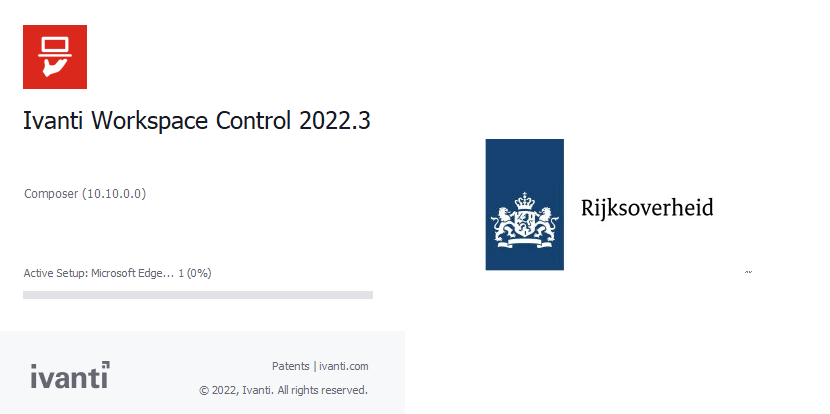 Ivanti Workspace Control 2022.3
Composer (10.10.0.0)
Active Setup: Microsoft Edge... 1 (0%)
ivanti
Patents | ivanti.com
© 2022, Ivanti. All rights reserved.
Rijksoverheid